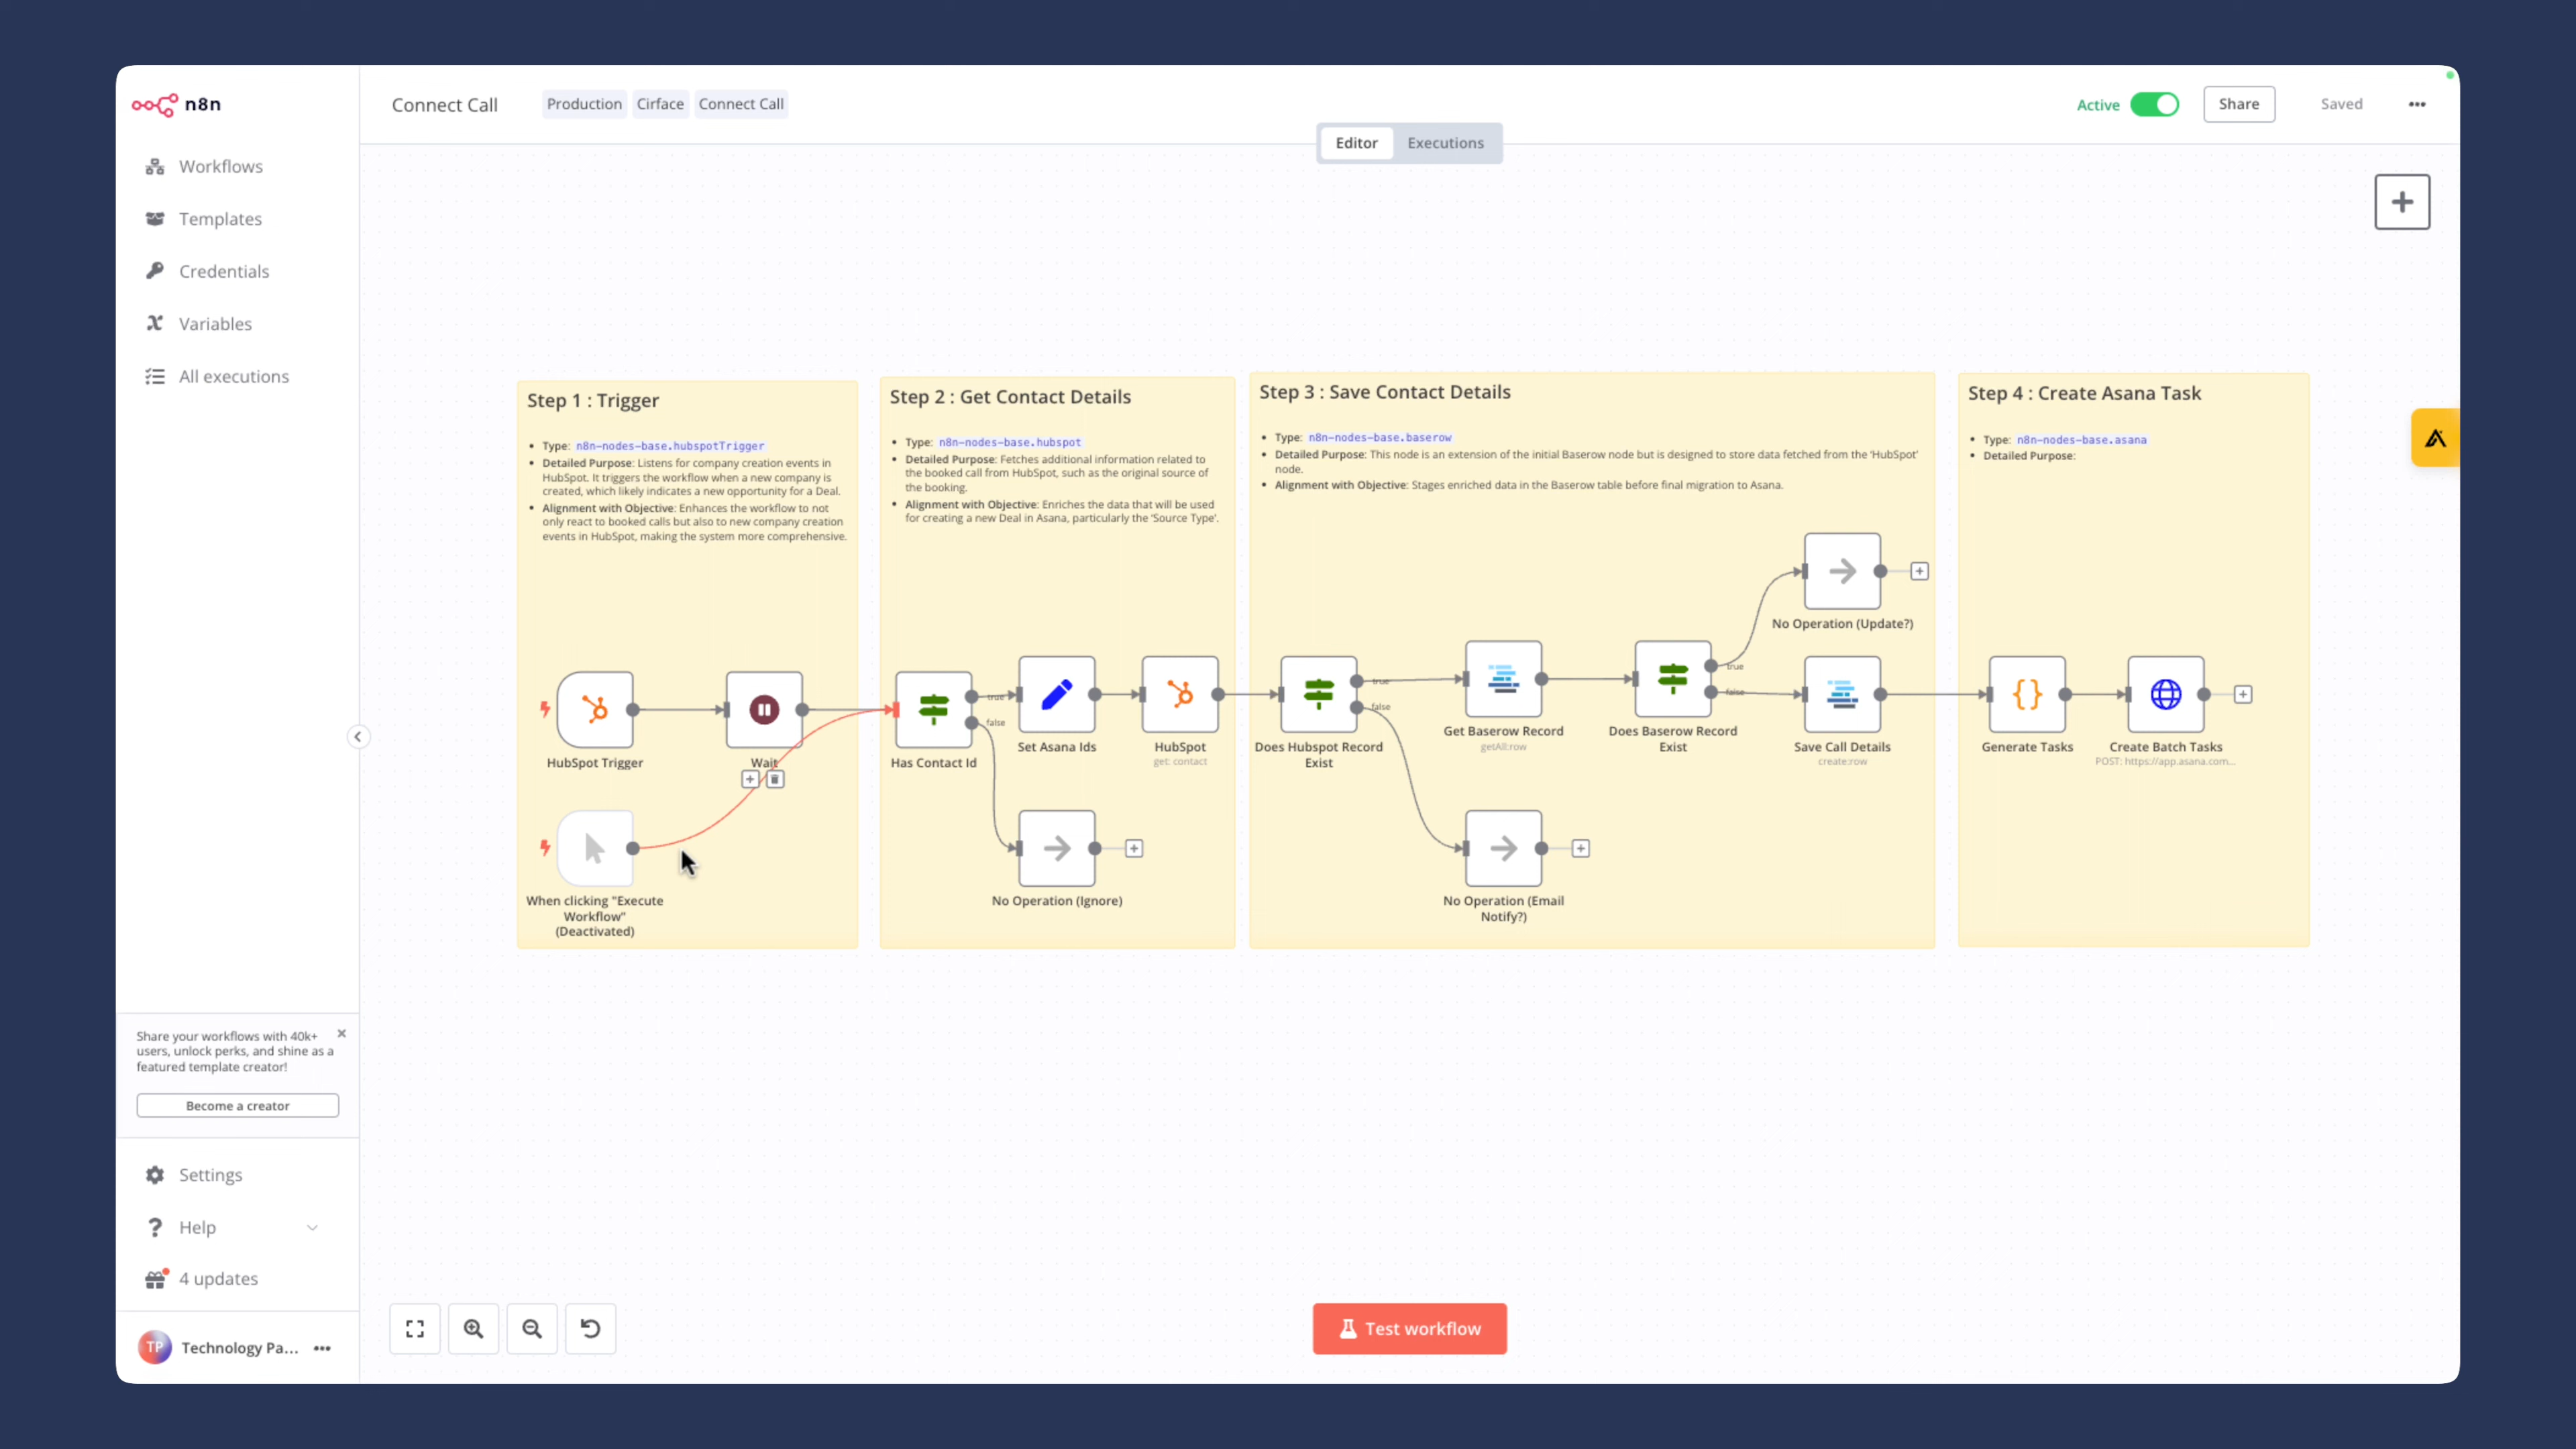 n8n
Connect Call
Production
Cirface
Connect Call
Active
Share
Saved
Editor
Executions
Workflows
Templates
Credentials
Variables
All executions
Step 1 : Trigger
Type: n8n-nodes-base.hubspotTrigger
Detailed Purpose: Listens for company creation events in
HubSpot. It triggers the workflow when a new company is
created, which likely indicates a new opportunity for a Deal.
Alignment with Objective: Enhances the workflow to not
only react to booked calls but also to new company creation
events in HubSpot, making the system more comprehensive.
HubSpot Trigger
Wait
When clicking "Execute
Workflow"
(Deactivated)
Step 2 : Get Contact Details
Type: n8n-nodes-base.hubspot
Detailed Purpose: Fetches additional information related to
the booked call from HubSpot, such as the original source of
the booking.
Alignment with Objective: Enriches the data that will be used
for creating a new Deal in Asana, particularly the 'Source Type'.
true
false
Has Contact Id
Set Asana Ids
HubSpot
get: contact
No Operation (Ignore)
Step 3 : Save Contact Details
Type: n8n-nodes-base.baserow
Detailed Purpose: This node is an extension of the initial Baserow node but is designed to store data fetched from the 'HubSpot'
node.
Alignment with Objective: Stages enriched data in the Baserow table before final migration to Asana.
No Operation (Update?)
true
false
true
false
Does Hubspot Record
Exist
Get Baserow Record
getAll:row
Does Baserow Record
Exist
Save Call Details
create:row
No Operation (Email
Notify?)
Step 4 : Create Asana Task
Type: n8n-nodes-base.asana
Detailed Purpose:
Generate Tasks
Create Batch Tasks
POST: https://app.asana.com...
Share your workflows with 40k+
users, unlock perks, and shine as a
featured template creator!
Become a creator
Settings
Help
4 updates
TP
Technology Pa...
Test workflow